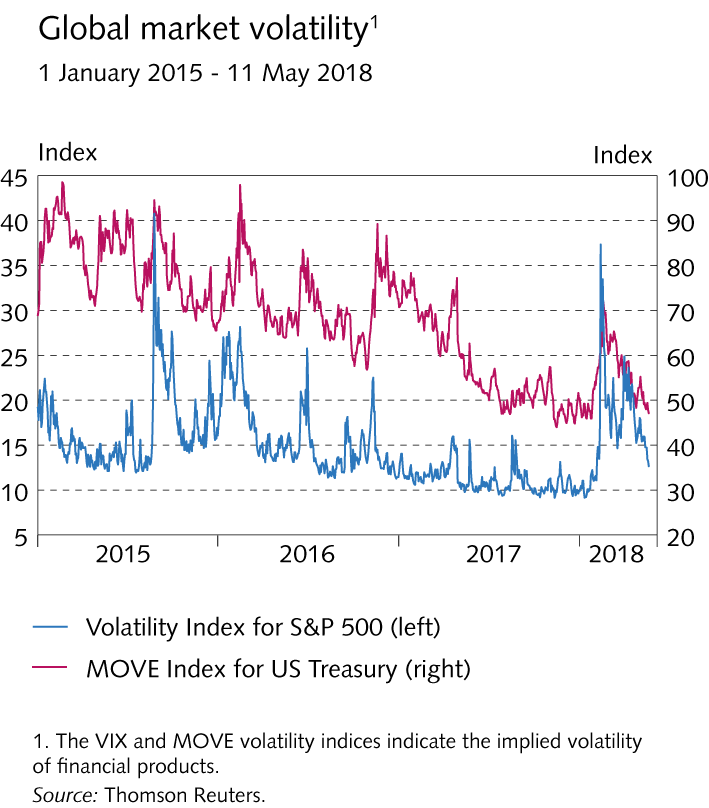 Global market volatility¹
1 January 2015 - 11 May 2018
Index Index
45 100
40 90
35 80
30 70
25 60
20 50
15 40
10 30
5 20
2015 2016 2017 2018
Volatility Index for S&P 500 (left)
MOVE Index for US Treasury (right)
1. The VIX and MOVE volatility indices indicate the implied volatility
of financial products.
Source: Thomson Reuters.